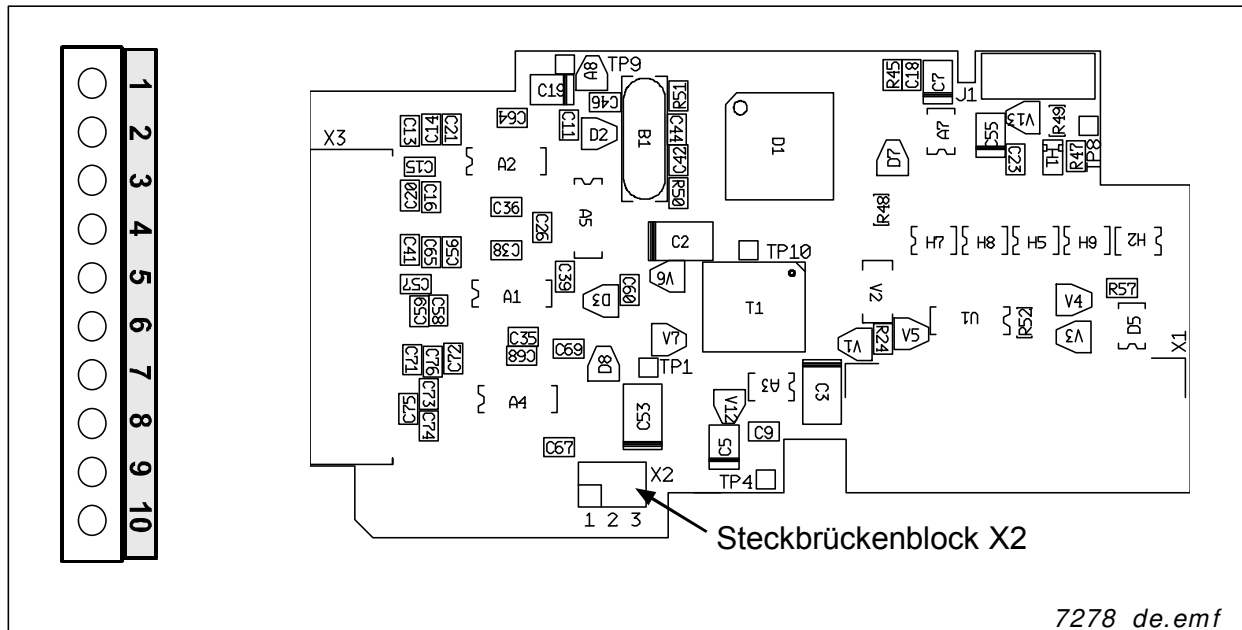 1
2
3
4
5
6
7
8
9
10
X3
C13
C14
C21
C15
C20
C16
C41
C65
C56
C57
C59
C58
C71
C76
C72
C73
C75
C74
C64
A2
C36
C38
A1
C35
C68
A4
C67
C19
TP9
A8
C46
C11
D2
A5
C26
C39
D3
C60
C69
D8
B1
R51
C44
C42
R50
C2
V6
V7
TP1
C53
X2
1 2 3
D1
TP10
T1
A3
V12
C5
C9
TP4
C3
R45
C18
C7
J1
A7
D7
R48
C55
V13
R49
C23
H1
R47
TP8
H7
H8
H5
H9
H2
V2
V1
R24
V5
U1
R52
V4
V3
R57
D5
X1
Steckbrückenblock X2
7278_de.emf